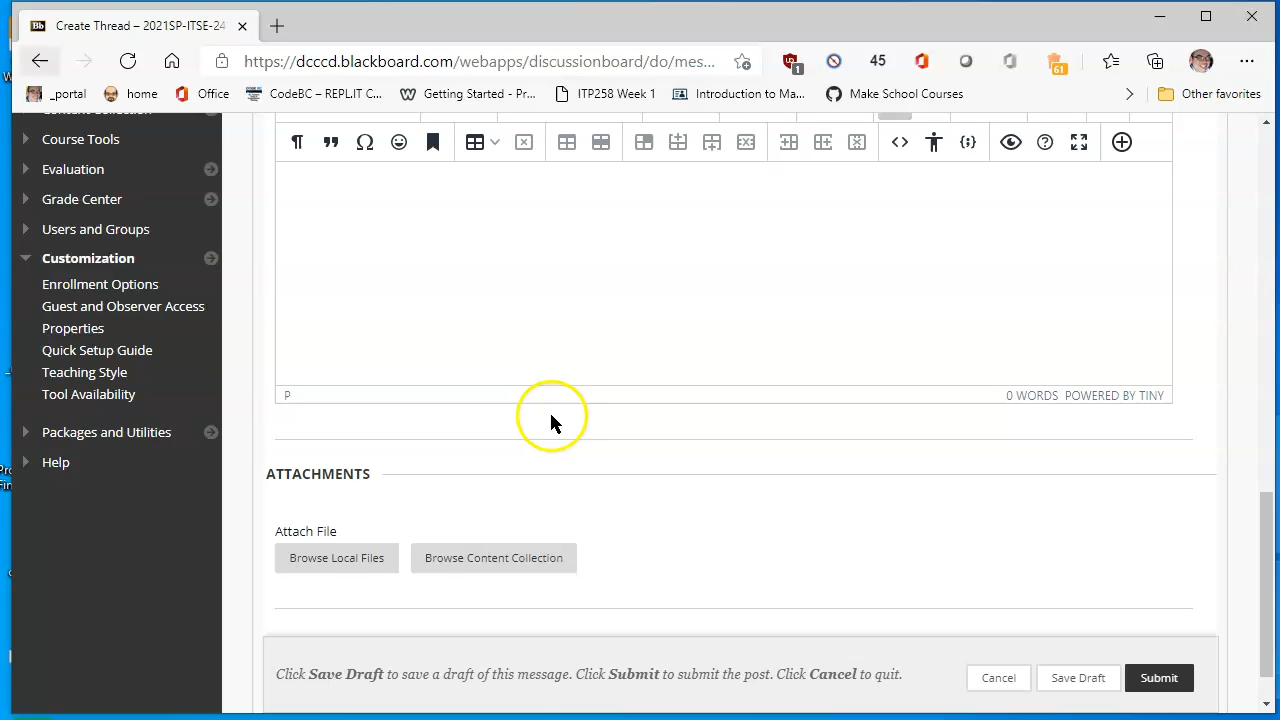 Bb Create Thread – 2021SP-ITSE-24
https://dcccd.blackboard.com/webapps/discussionboard/do/mes...
1
45
61
_portal
home
Office
CodeBC – REPLIT C...
Getting Started - Pr...
ITP258 Week 1
Introduction to Ma...
Make School Courses
Other favorites
Course Tools
Evaluation
Grade Center
Users and Groups
Customization
Enrollment Options
Guest and Observer Access
Properties
Quick Setup Guide
Teaching Style
Tool Availability
Packages and Utilities
Help
P
0 WORDS POWERED BY TINY
ATTACHMENTS
Attach File
Browse Local Files
Browse Content Collection
Click Save Draft to save a draft of this message. Click Submit to submit the post. Click Cancel to quit.
Cancel
Save Draft
Submit